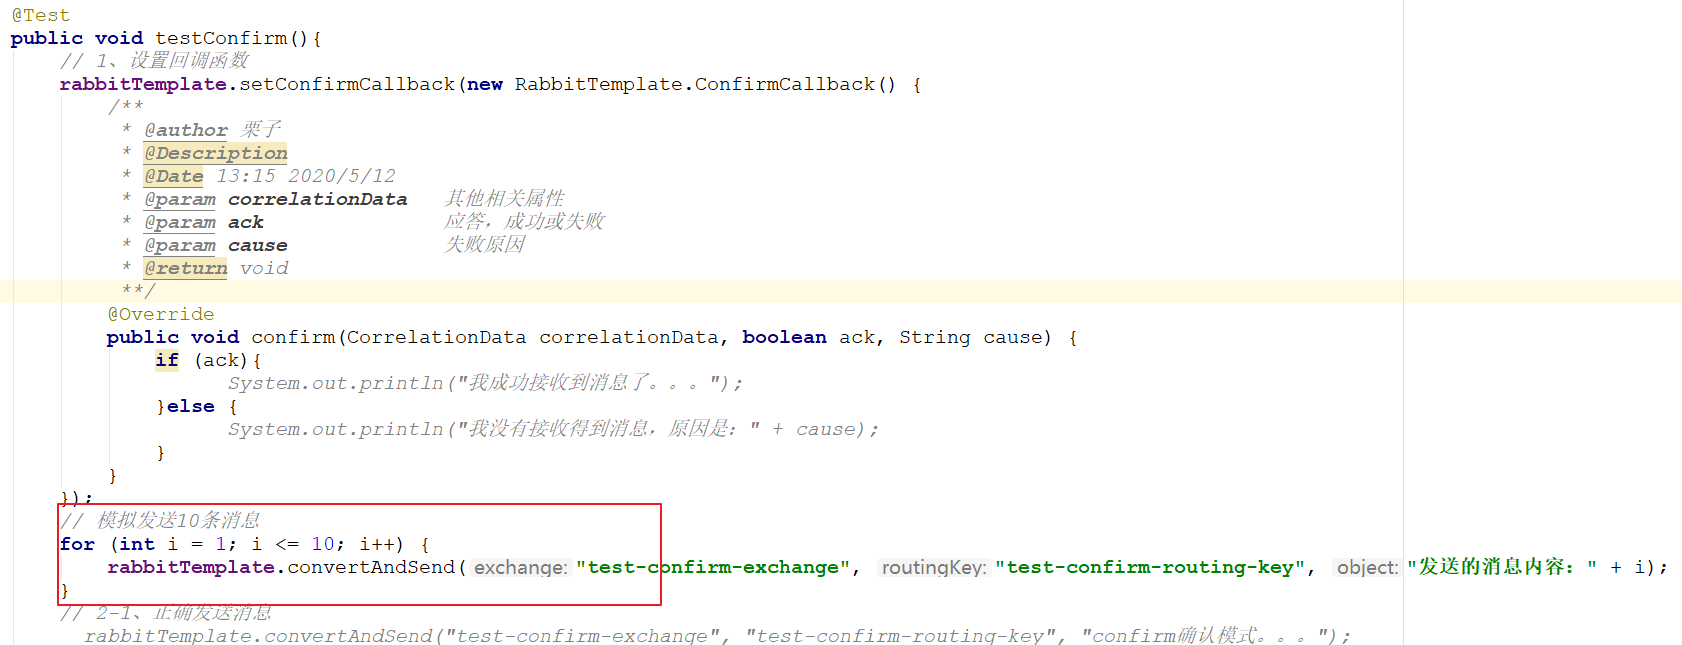 @Test
public void testConfirm(){
// 1、设置回调函数
rabbitTemplate.setConfirmCallback(new RabbitTemplate.ConfirmCallback() {
/**
* @author 栗子
* @Description
* @Date 13:15 2020/5/12
* @param correlationData 其他相关属性
* @param ack 应答，成功或失败
* @param cause 失败原因
* @return void
**/
@Override
public void confirm(CorrelationData correlationData, boolean ack, String cause) {
if (ack){
System.out.println("我成功接收到消息了。。。");
}else {
System.out.println("我没有接收得到消息，原因是：" + cause);
}
}
});
// 模拟发送10条消息
for (int i = 1; i <= 10; i++) {
rabbitTemplate.convertAndSend( exchange: "test-confirm-exchange", routingKey: "test-confirm-routing-key", object: "发送的消息内容：" + i);
}
// 2-1、正确发送消息
rabbitTemplate.convertAndSend("test-confirm-exchange", "test-confirm-routing-key", "confirm确认模式。。。");